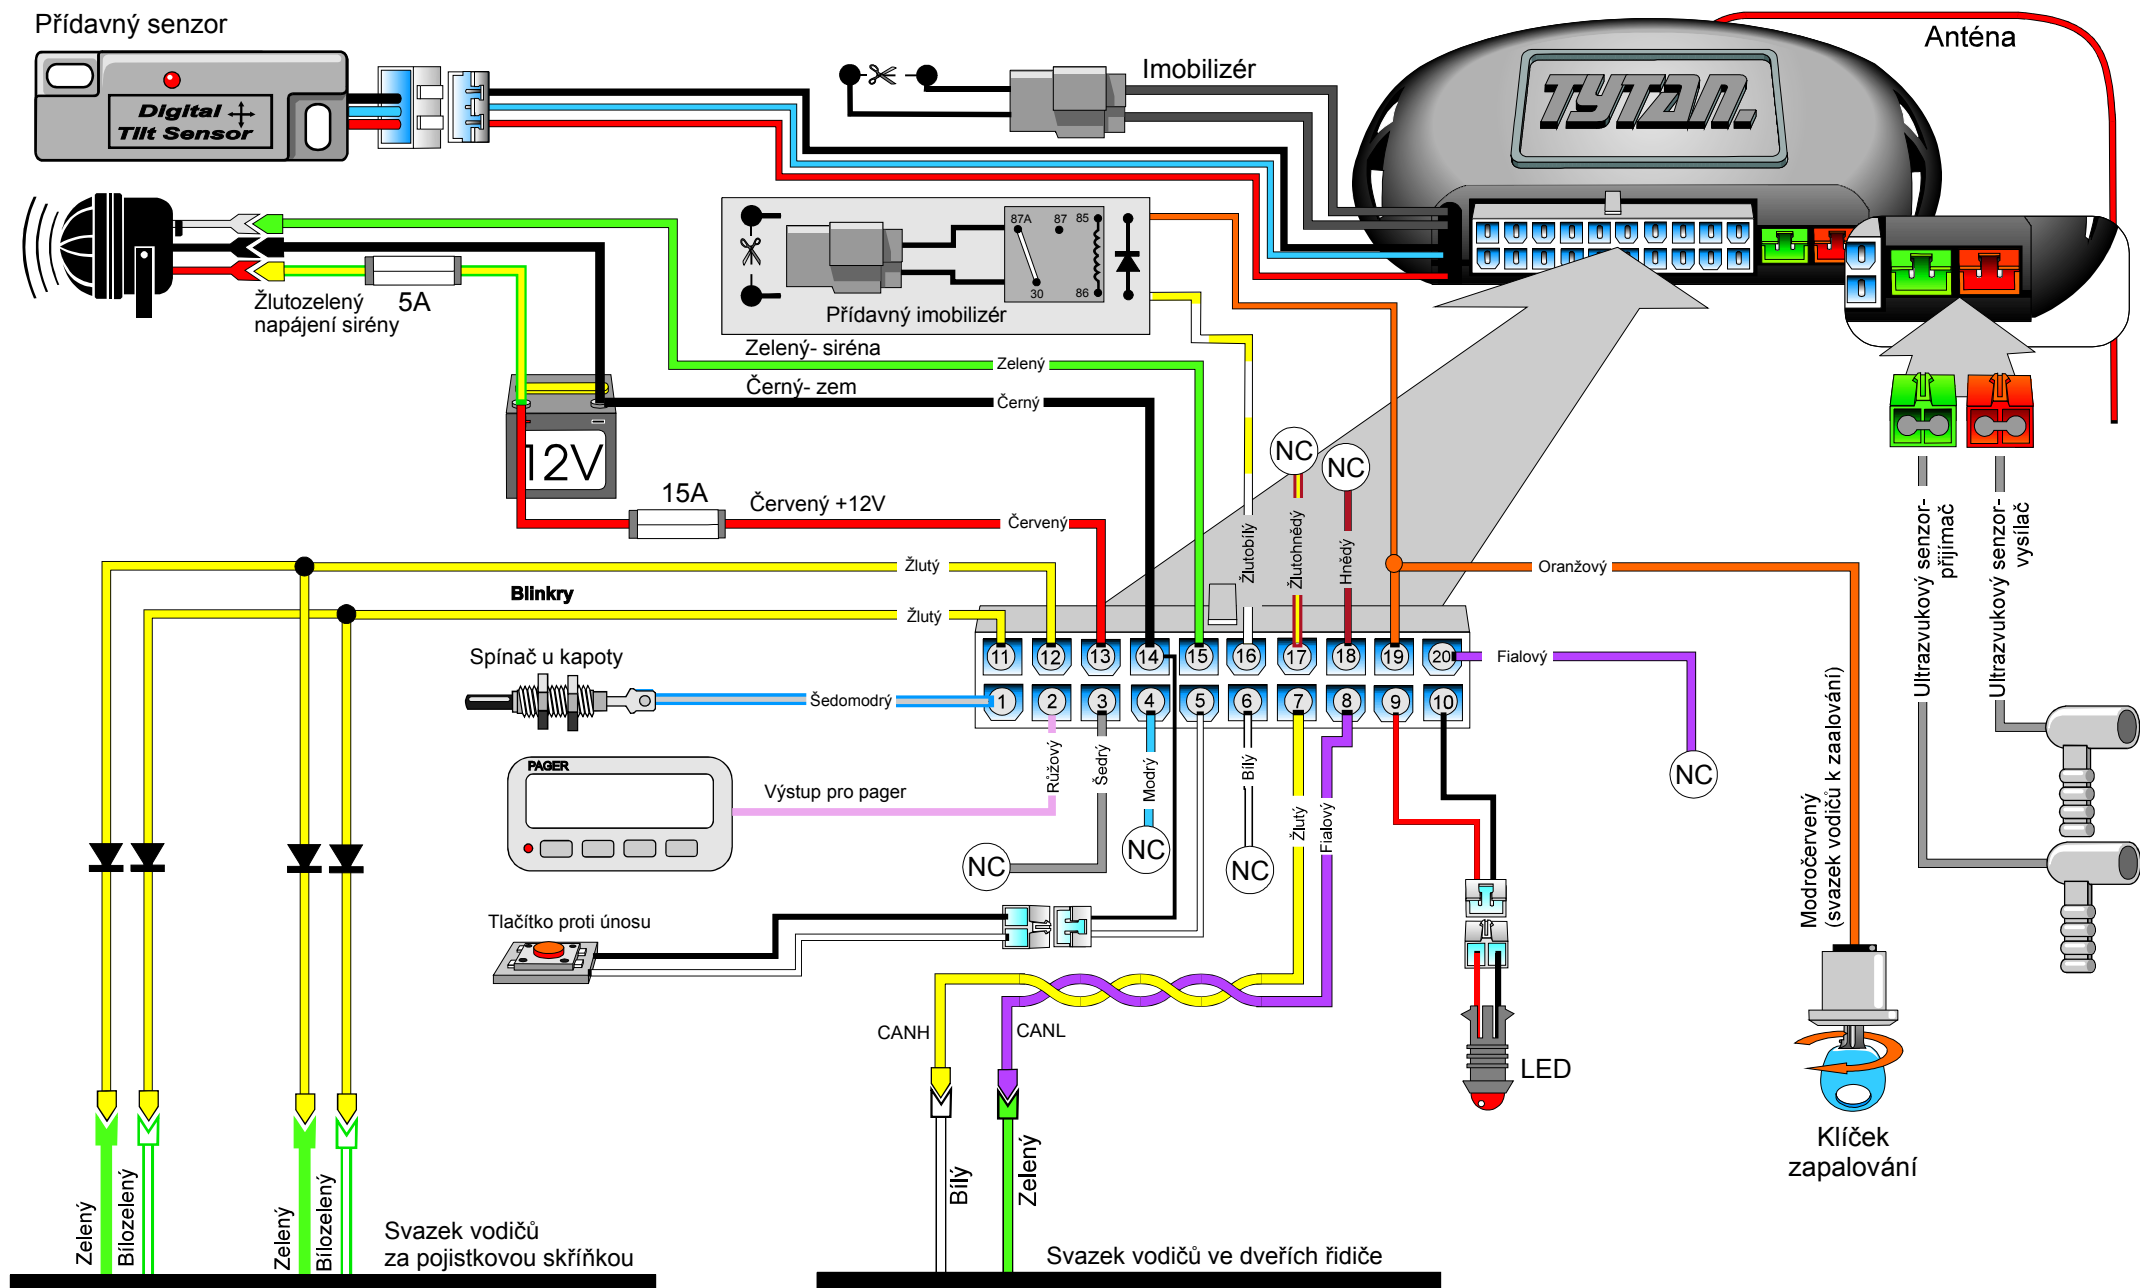 Přídavný senzor
Digital
Tilt Sensor
Imobilizér
TYTAN.
Anténa
Žlutozelený
napájení sirény
5A
87A
87
85
30
86
Přídavný imobilizér
Zelený- siréna
Zelený
Černý- zem
Černý
12V
15A
Červený +12V
Červený
NC
NC
Žlutobílý
Žlutohnědý
Hnědý
Oranžový
Žlutý
Blinkry
Žlutý
Ultrazvukový senzor-
přijímač
Ultrazvukový senzor-
vysílač
Spínač u kapoty
Šedomodrý
11
12
13
14
15
16
17
18
19
20
1
2
3
4
5
6
7
8
9
10
Fialový
NC
PAGER
Výstup pro pager
Růžový
Šedrý
Modrý
Bílý
Žlutý
Fialový
NC
NC
NC
Tlačítko proti únosu
Modročervený
(svazek vodičů k zaalování)
CANH
CANL
LED
Klíček
zapalování
Zelený
Bílozelený
Zelený
Bílozelený
Bílý
Zelený
Svazek vodičů
za pojistkovou skříňkou
Svazek vodičů ve dveřích řidiče